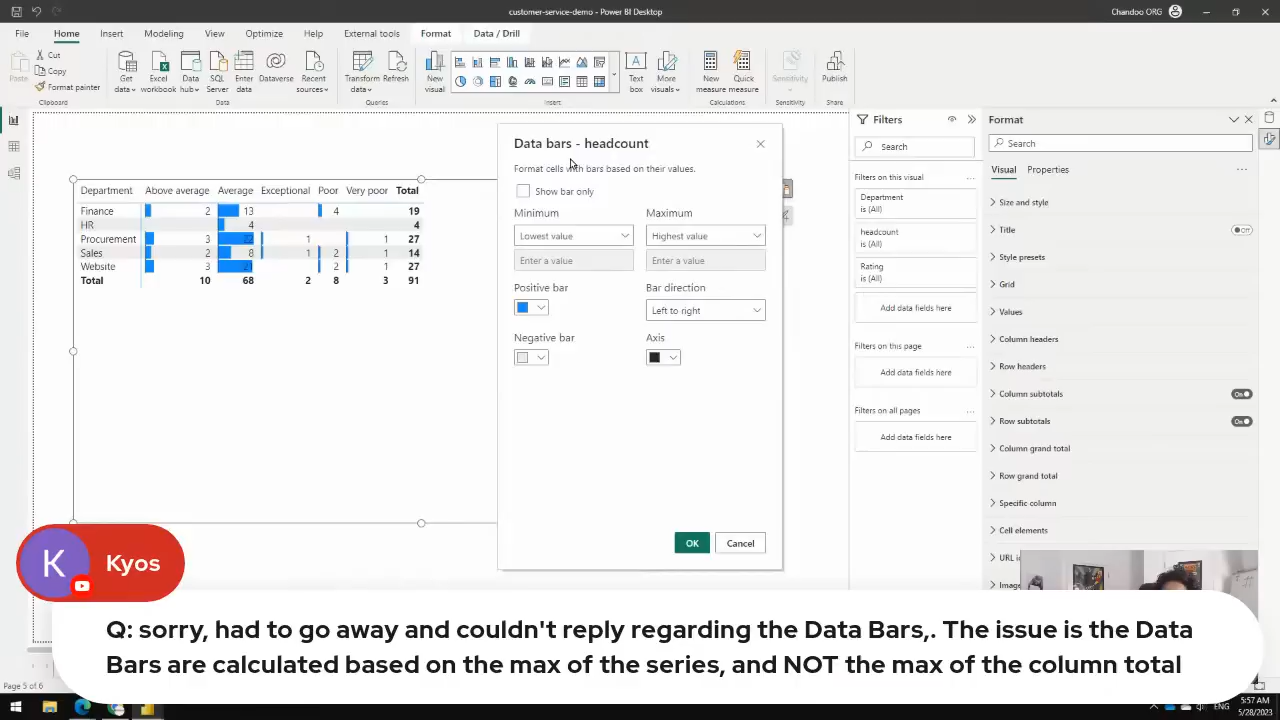 customer-service-demo - Power BI Desktop
Chandoo ORG
File Home Insert Modeling View Optimize Help External tools Format Data / Drill
Paste
Cut
Copy
Format painter
Get data
Excel workbook
Data hub
SQL Server
Enter data
Dataverse
Recent sources
Transform data
Refresh
New visual
Text box
More visuals
New measure
Quick measure
Sensitivity
Publish
Clipboard Data Queries Insert Calculations Sensitivity Share
Department Above average Average Exceptional Poor Very poor Total
Finance 2 13 4 19
HR 4 4
Procurement 3 22 1 1 27
Sales 2 8 1 2 1 14
Website 3 21 2 1 27
Total 10 68 2 8 3 91
Data bars - headcount
Format cells with bars based on their values.
Show bar only
Minimum Maximum
Lowest value Highest value
Enter a value Enter a value
Positive bar Bar direction
Left to right
Negative bar Axis
OK Cancel
Filters
Search
Filters on this visual
Department
is (All)
headcount
is (All)
Rating
is (All)
Add data fields here
Filters on this page
Add data fields here
Filters on all pages
Add data fields here
Format
Search
Visual Properties
Size and style
Title Off
Style presets
Grid
Values
Column headers
Row headers
Column subtotals On
Row subtotals On
Column grand total
Row grand total
Specific column
Cell elements
URL
Image
K Kyos
Q: sorry, had to go away and couldn't reply regarding the Data Bars,. The issue is the Data
Bars are calculated based on the max of the series, and NOT the max of the column total
Page 5 of 6
ENG
5:57 AM
5/28/2023